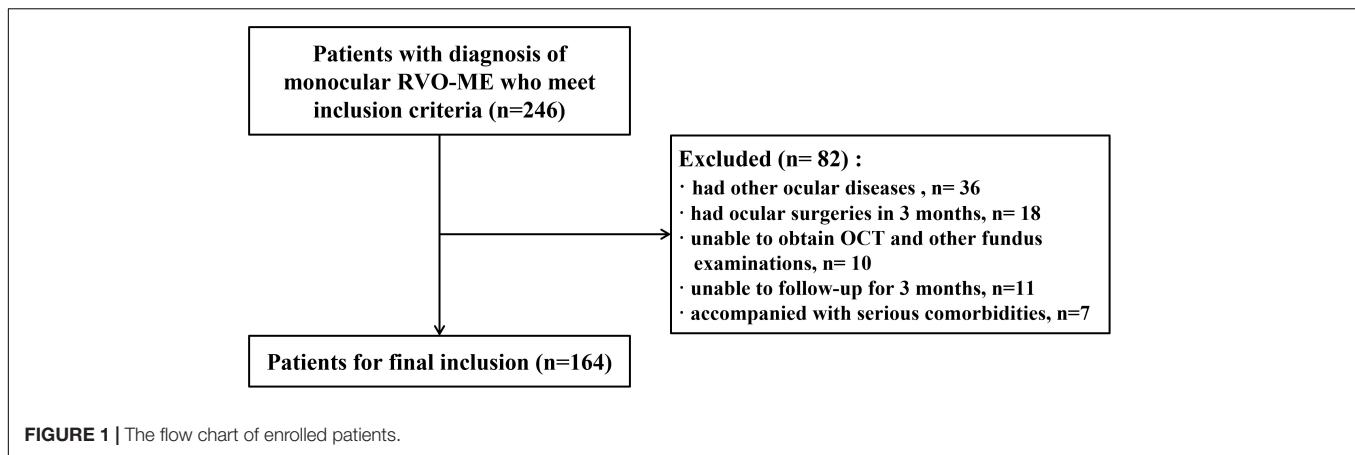 Patients with diagnosis of
monocular RVO-ME who meet
inclusion criteria (n=246)
Excluded (n= 82) :
· had other ocular diseases , n= 36
· had ocular surgeries in 3 months, n= 18
· unable to obtain OCT and other fundus
examinations, n= 10
· unable to follow-up for 3 months, n=11
· accompanied with serious comorbidities, n=7
Patients for final inclusion (n=164)
FIGURE 1 | The flow chart of enrolled patients.